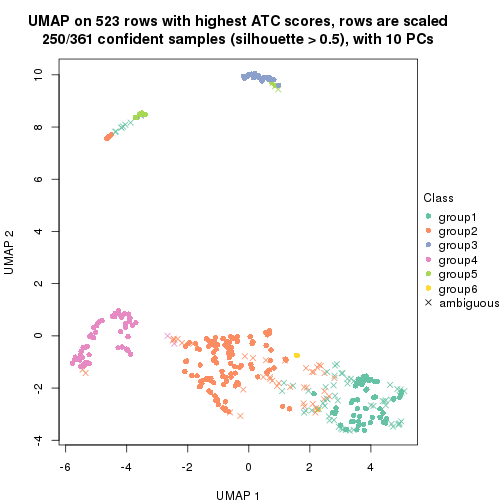 UMAP on 523 rows with highest ATC scores, rows are scaled
250/361 confident samples (silhouette > 0.5), with 10 PCs
10
8
6
4
2
0
-2
-4
UMAP 2
-6
-4
-2
0
2
4
UMAP 1
Class
group1
group2
group3
group4
group5
group6
ambiguous